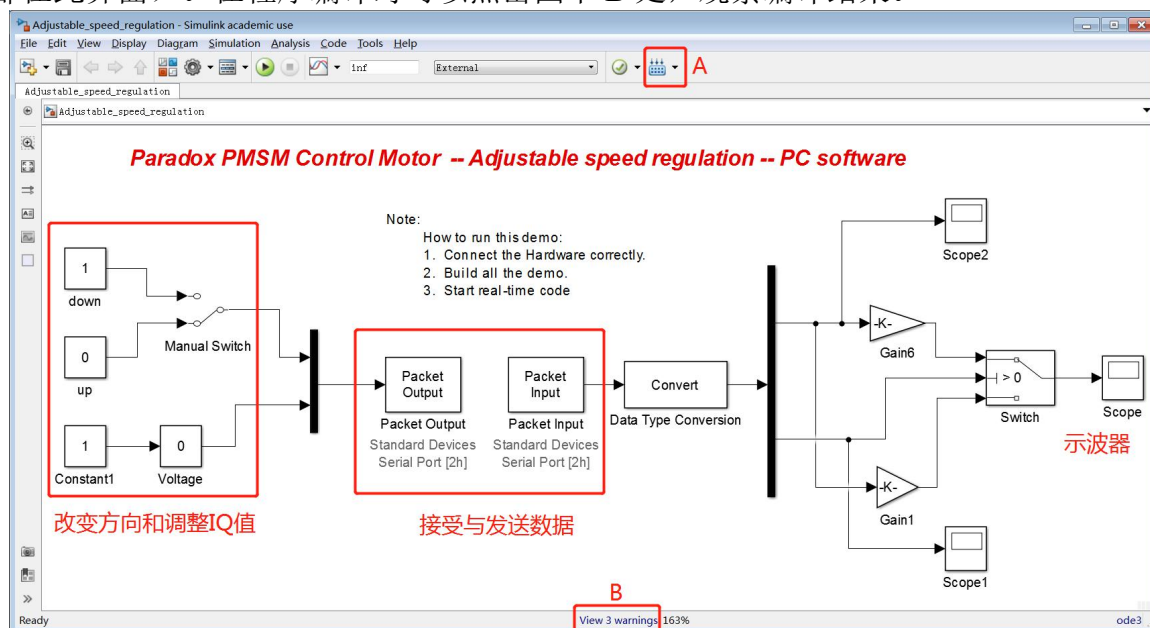 Adjustable_speed_regulation - Simulink academic use
File Edit View Display Diagram Simulation Analysis Code Tools Help
inf External A
Adjustable_speed_regulation
Adjustable_speed_regulation
Paradox PMSM Control Motor -- Adjustable speed regulation -- PC software
Note:
How to run this demo:
1. Connect the Hardware correctly.
2. Build all the demo.
3. Start real-time code
Scope2
1
down
Manual Switch
0
up
1
Constant1
0
Voltage
改变方向和调整IQ值
Packet
Output
Packet Output
Standard Devices
Serial Port [2h]
Packet
Input
Packet Input
Standard Devices
Serial Port [2h]
接受与发送数据
Convert
Data Type Conversion
-K-
Gain6
> 0
Switch
Scope
示波器
-K-
Gain1
Scope1
B
Ready View 3 warnings 163% ode3